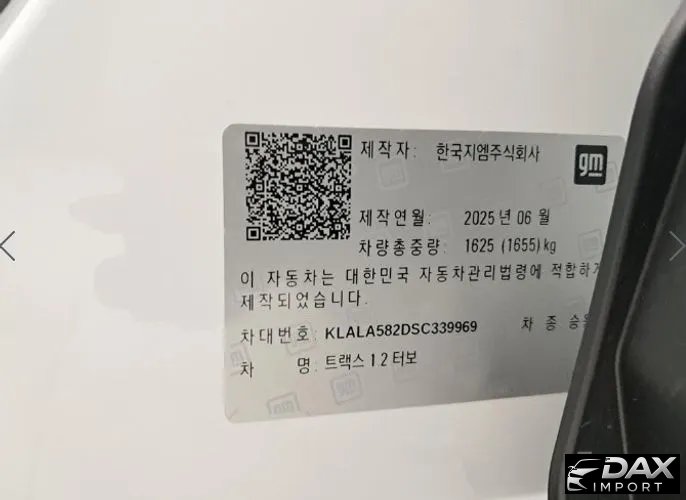 제작자: 한국지엠주식회사
gm
제작연월: 2025년 06월
차량총중량: 1625 (1655)kg
이 자동차는 대한민국 자동차관리법령에 적합하게
제작되었습니다.
차대번호: KLALA582DSC339969 차 종 승용
차 명: 트랙스 1.2 터보
DAX
IMPORT